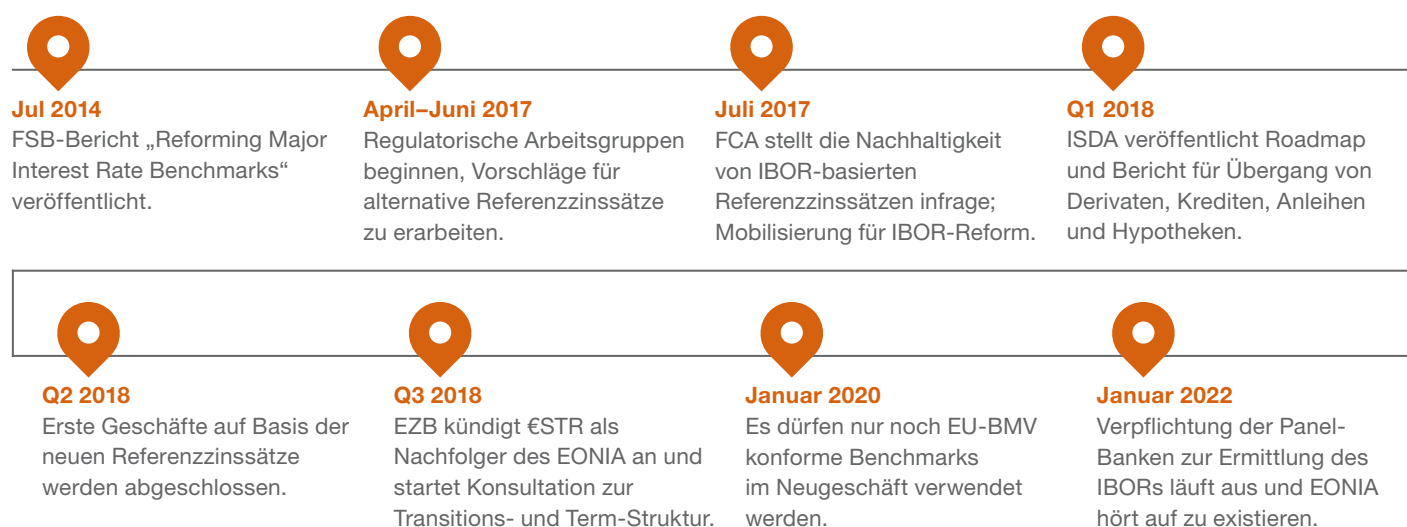 Jul 2014
FSB-Bericht „Reforming Major
Interest Rate Benchmarks“
veröffentlicht.
April–Juni 2017
Regulatorische Arbeitsgruppen
beginnen, Vorschläge für
alternative Referenzzinssätze
zu erarbeiten.
Juli 2017
FCA stellt die Nachhaltigkeit
von IBOR-basierten
Referenzzinssätzen infrage;
Mobilisierung für IBOR-Reform.
Q1 2018
ISDA veröffentlicht Roadmap
und Bericht für Übergang von
Derivaten, Krediten, Anleihen
und Hypotheken.
Q2 2018
Erste Geschäfte auf Basis der
neuen Referenzzinssätze
werden abgeschlossen.
Q3 2018
EZB kündigt €STR als
Nachfolger des EONIA an und
startet Konsultation zur
Transitions- und Term-Struktur.
Januar 2020
Es dürfen nur noch EU-BMV
konforme Benchmarks
im Neugeschäft verwendet
werden.
Januar 2022
Verpflichtung der Panel-
Banken zur Ermittlung des
IBORs läuft aus und EONIA
hört auf zu existieren.